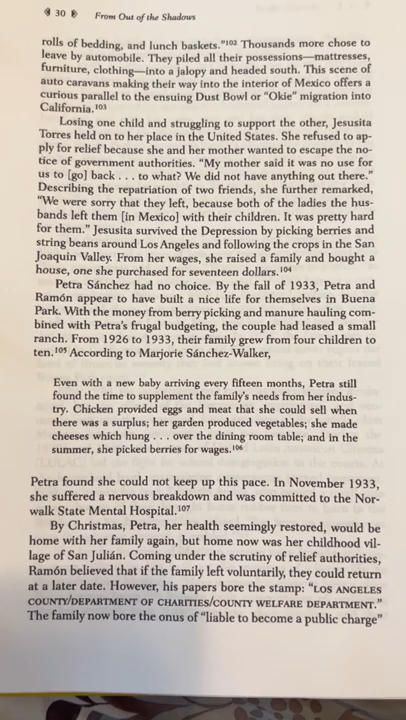 30 From Out of the Shadows
rolls of bedding, and lunch baskets."102 Thousands more chose to
leave by automobile. They piled all their possessions—mattresses,
furniture, clothing—into a jalopy and headed south. This scene of
auto caravans making their way into the interior of Mexico offers a
curious parallel to the ensuing Dust Bowl or "Okie" migration into
California.103
Losing one child and struggling to support the other, Jesusita
Torres held on to her place in the United States. She refused to ap-
ply for relief because she and her mother wanted to escape the no-
tice of government authorities. "My mother said it was no use for
us to [go] back . . . to what? We did not have anything out there."
Describing the repatriation of two friends, she further remarked,
"We were sorry that they left, because both of the ladies the hus-
bands left them [in Mexico] with their children. It was pretty hard
for them." Jesusita survived the Depression by picking berries and
string beans around Los Angeles and following the crops in the San
Joaquin Valley. From her wages, she raised a family and bought a
house, one she purchased for seventeen dollars.104
Petra Sánchez had no choice. By the fall of 1933, Petra and
Ramón appear to have built a nice life for themselves in Buena
Park. With the money from berry picking and manure hauling com-
bined with Petra's frugal budgeting, the couple had leased a small
ranch. From 1926 to 1933, their family grew from four children to
ten.105 According to Marjorie Sánchez-Walker,
Even with a new baby arriving every fifteen months, Petra still
found the time to supplement the family's needs from her indus-
try. Chicken provided eggs and meat that she could sell when
there was a surplus; her garden produced vegetables; she made
cheeses which hung . . . over the dining room table; and in the
summer, she picked berries for wages.106
Petra found she could not keep up this pace. In November 1933,
she suffered a nervous breakdown and was committed to the Nor-
walk State Mental Hospital.107
By Christmas, Petra, her health seemingly restored, would be
home with her family again, but home now was her childhood vil-
lage of San Julián. Coming under the scrutiny of relief authorities,
Ramón believed that if the family left voluntarily, they could return
at a later date. However, his papers bore the stamp: "LOS ANGELES
COUNTY/DEPARTMENT OF CHARITIES/COUNTY WELFARE DEPARTMENT."
The family now bore the onus of "liable to become a public charge"